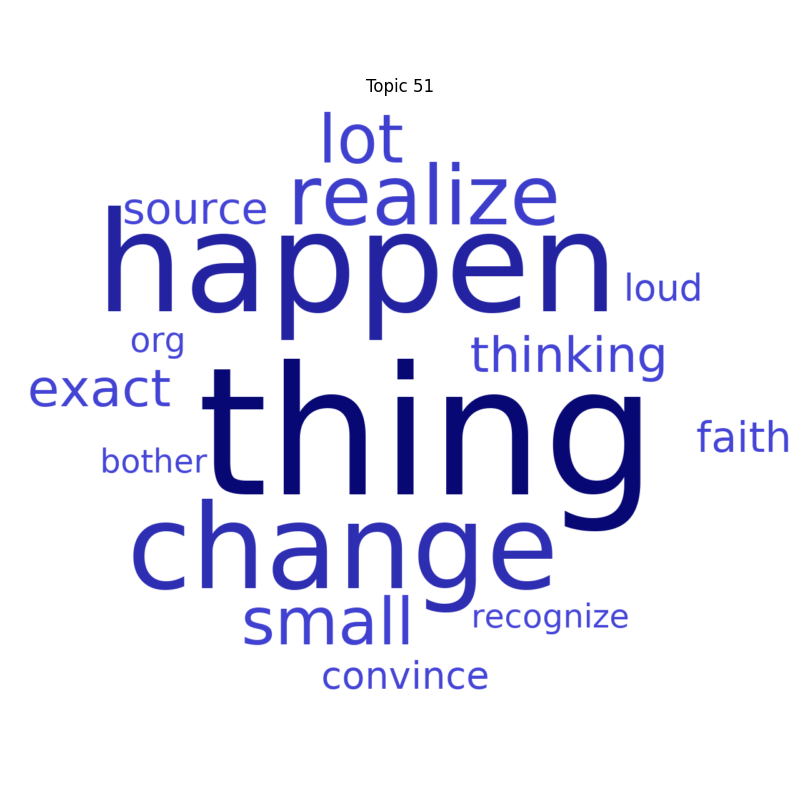 Topic 51
lot
realize
source
happen
loud
org
thinking
exact
thing
faith
bother
change
small
recognize
convince